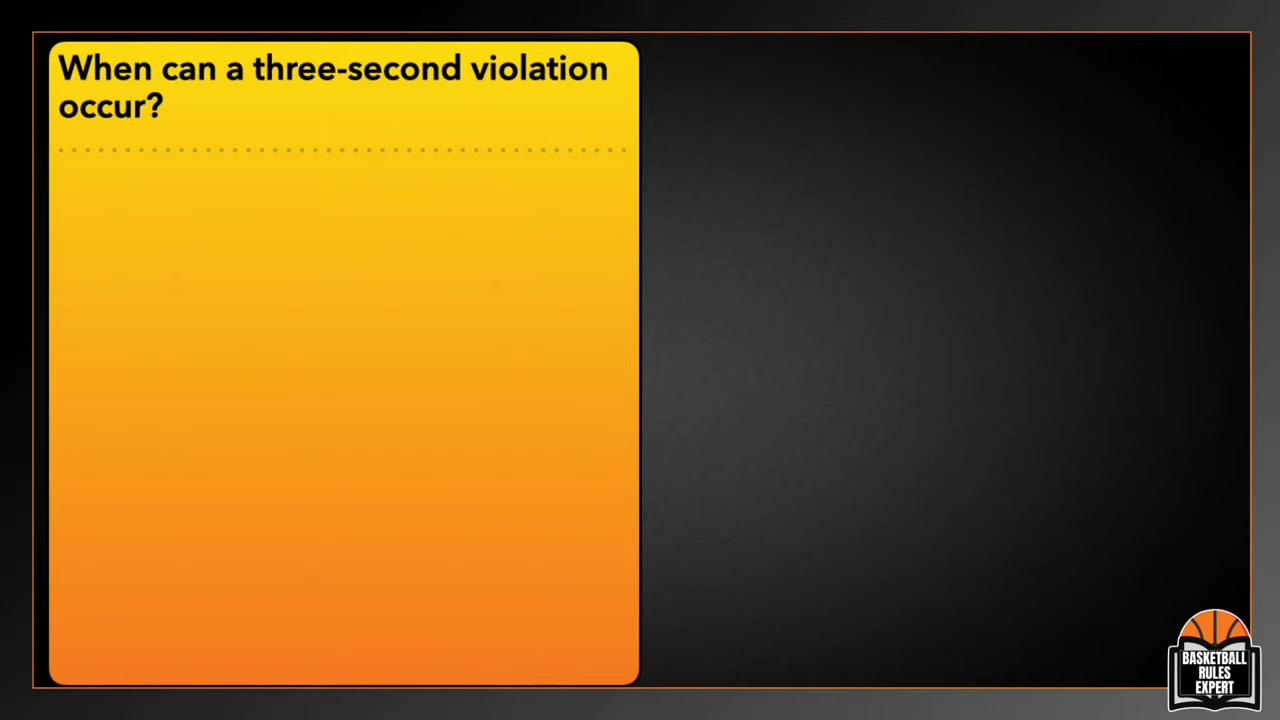 When can a three-second violation
occur?
BASKETBALL
RULES
EXPERT